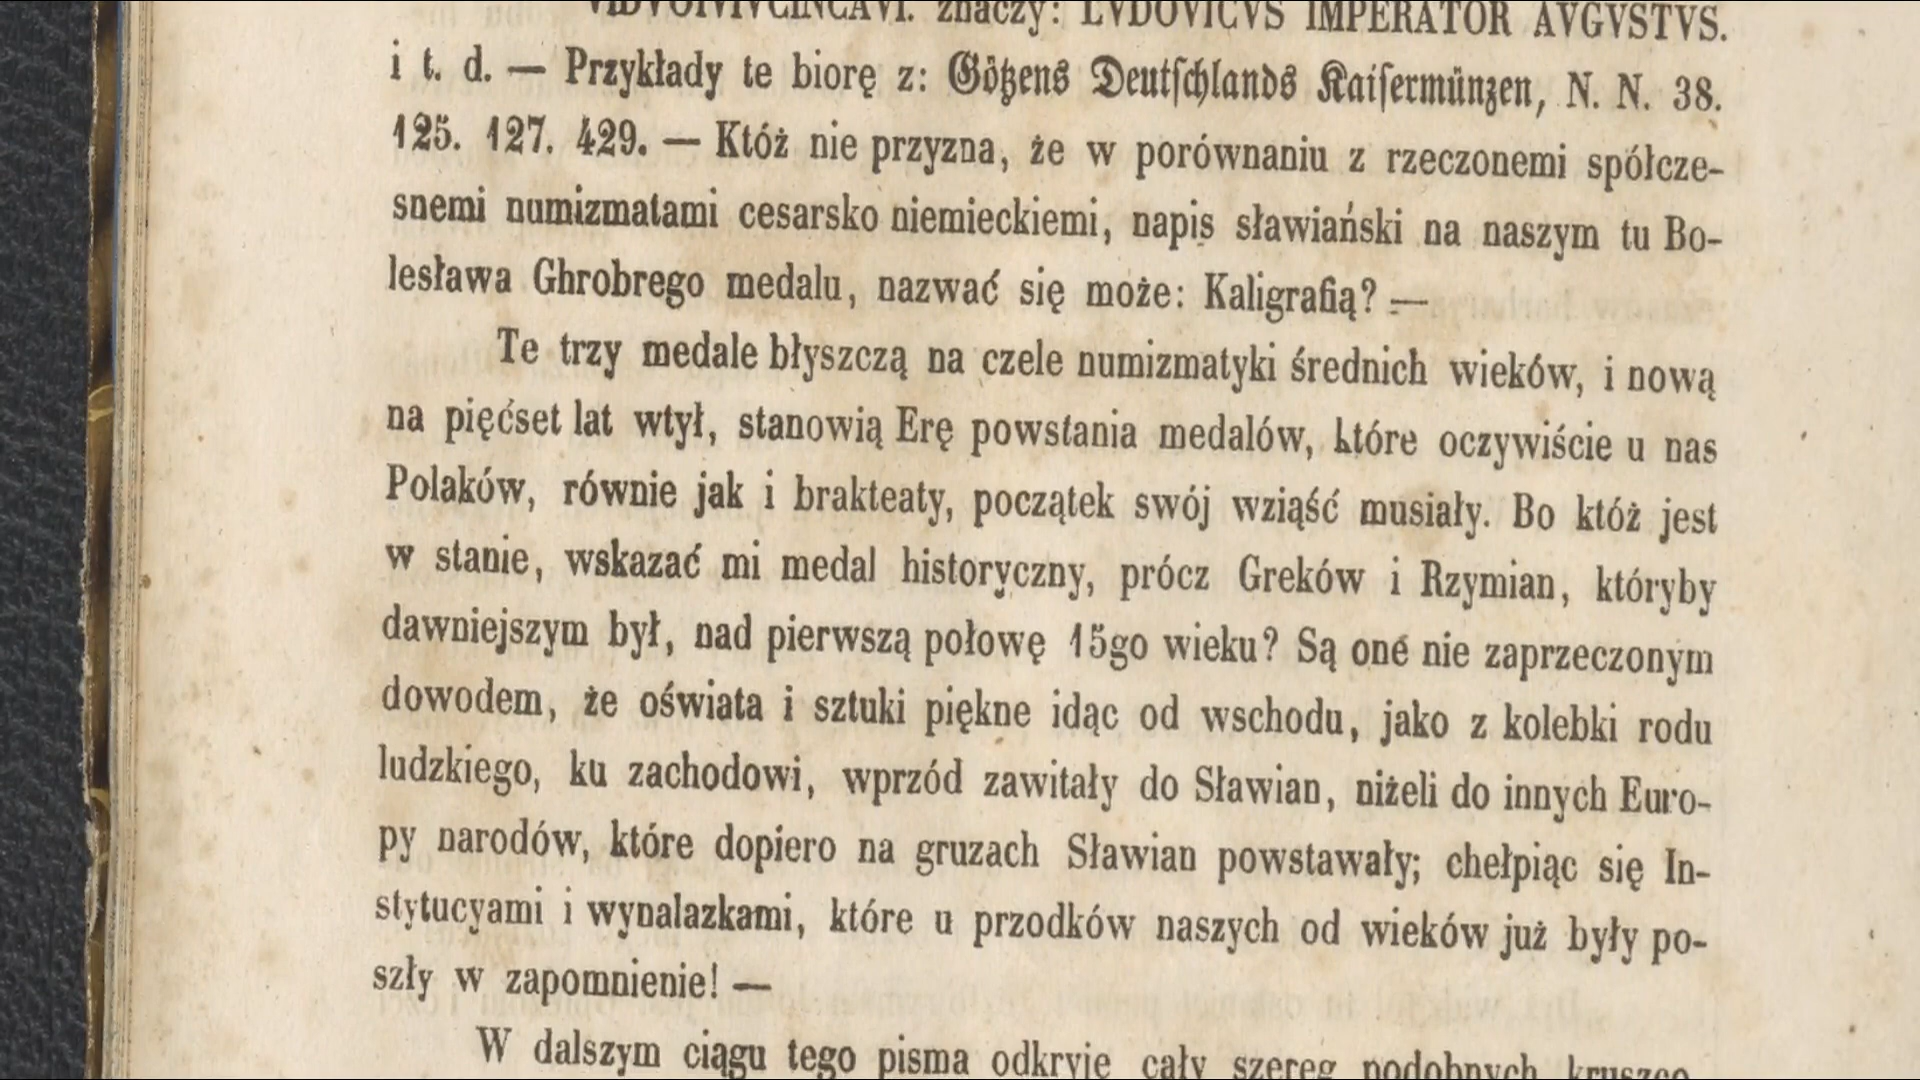 znaczy: LVDOVICVS IMPERATOR AVGVSTVS.
i t. d. — Przykłady te biorę z: Götzens Deutſchlands Kaiſermünzen, N. N. 38.
125. 127. 429. — Któż nie przyzna, że w porównaniu z rzeczonemi spółcze-
snemi numizmatami cesarsko niemieckiemi, napis sławiański na naszym tu Bo-
lesława Ghrobrego medalu, nazwać się może: Kaligrafią? —
Te trzy medale błyszczą na czele numizmatyki średnich wieków, i nową
na pięćset lat wtył, stanowią Erę powstania medalów, które oczywiście u nas
Polaków, równie jak i brakteaty, początek swój wziąść musiały. Bo któż jest
w stanie, wskazać mi medal historyczny, prócz Greków i Rzymian, któryby
dawniejszym był, nad pierwszą połowę 15go wieku? Są one nie zaprzeczonym
dowodem, że oświata i sztuki piękne idąc od wschodu, jako z kolebki rodu
ludzkiego, ku zachodowi, wprzód zawitały do Sławian, niżeli do innych Euro-
py narodów, które dopiero na gruzach Sławian powstawały; chełpiąc się In-
stytucyami i wynalazkami, które u przodków naszych od wieków już były po-
szły w zapomnienie! —
W dalszym ciągu tego pisma odkryje cały szereg podobnych kruszco-